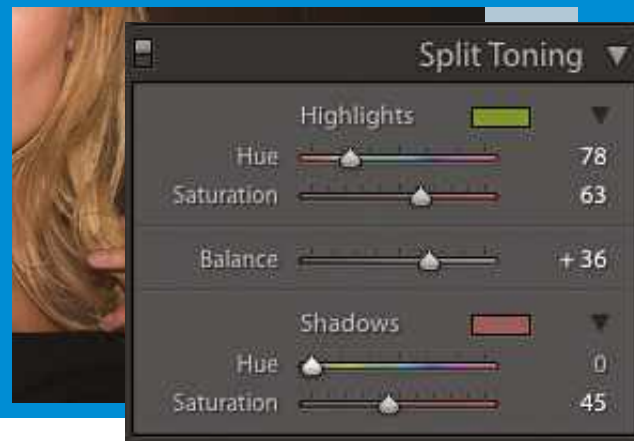 Split Toning
Highlights
Hue 78
Saturation 63
Balance + 36
Shadows
Hue 0
Saturation 45